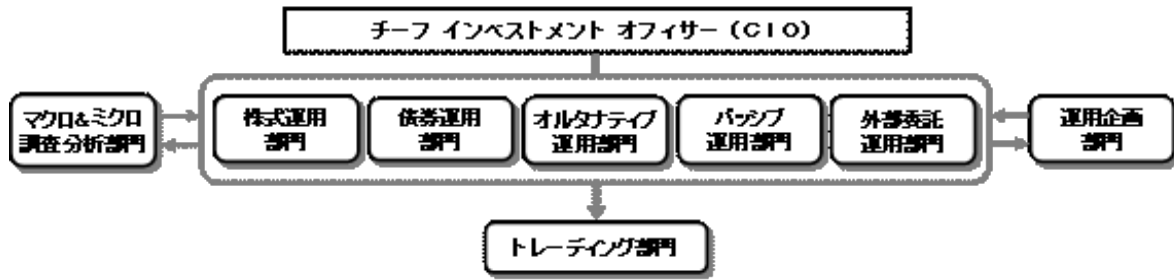 チーフ インベストメント オフィサー（CIO）
マクロ&ミクロ
調査分析部門
株式運用
部門
債券運用
部門
オルタナティブ
運用部門
パッシブ
運用部門
外部委託
運用部門
運用企画
部門
トレーディング部門